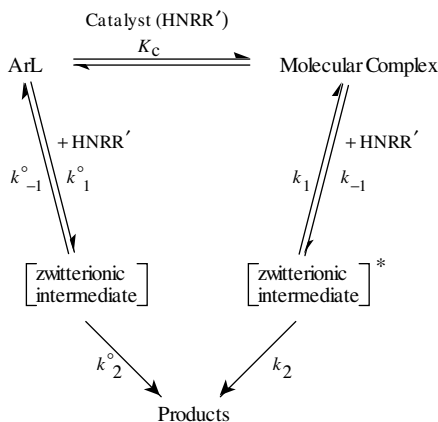 Catalyst (HNRR′)
K_c
ArL
Molecular Complex
+ HNRR′
k°_–1
k°_1
+ HNRR′
k_1
k_–1
[zwitterionic
intermediate]
[zwitterionic
intermediate]*
k°_2
k_2
Products